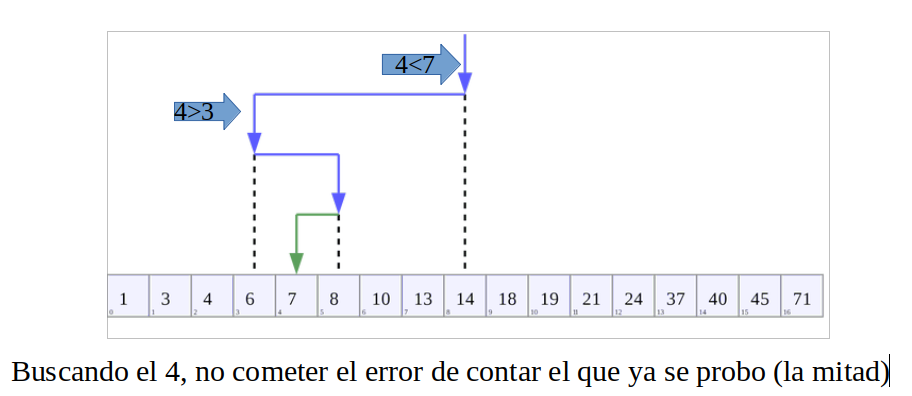 4<7
4>3
1 3 4 6 7 8 10 13 14 18 19 21 24 37 40 45 71
0 1 2 3 4 5 6 7 8 9 10 11 12 13 14 15 16
Buscando el 4, no cometer el error de contar el que ya se probo (la mitad)